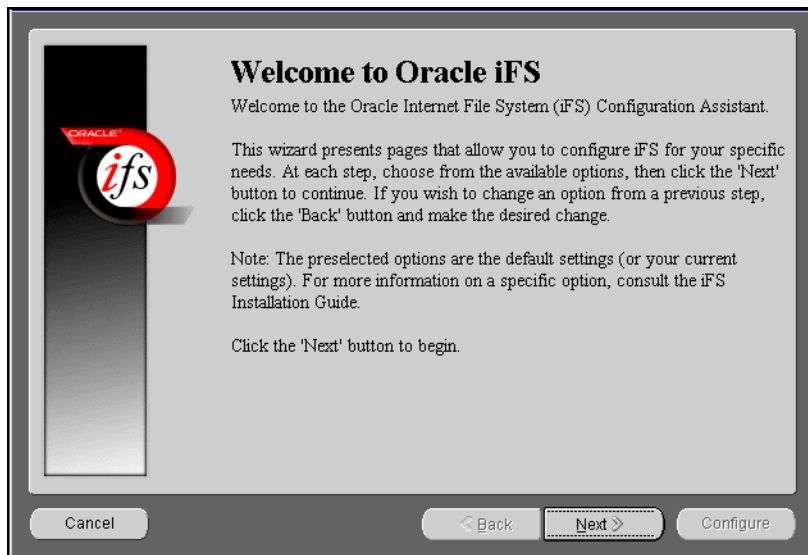 Welcome to Oracle iFS
Welcome to the Oracle Internet File System (iFS) Configuration Assistant.
This wizard presents pages that allow you to configure iFS for your specific
needs. At each step, choose from the available options, then click the 'Next'
button to continue. If you wish to change an option from a previous step,
click the 'Back' button and make the desired change.
Note: The preselected options are the default settings (or your current
settings). For more information on a specific option, consult the iFS
Installation Guide.
Click the 'Next' button to begin.
ORACLE
ifs
Cancel
Back
Next
Configure